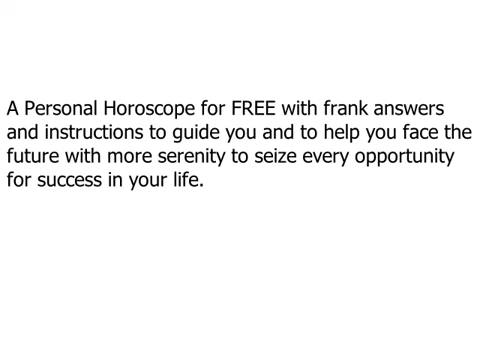 A Personal Horoscope for FREE with frank answers
and instructions to guide you and to help you face the
future with more serenity to seize every opportunity
for success in your life.